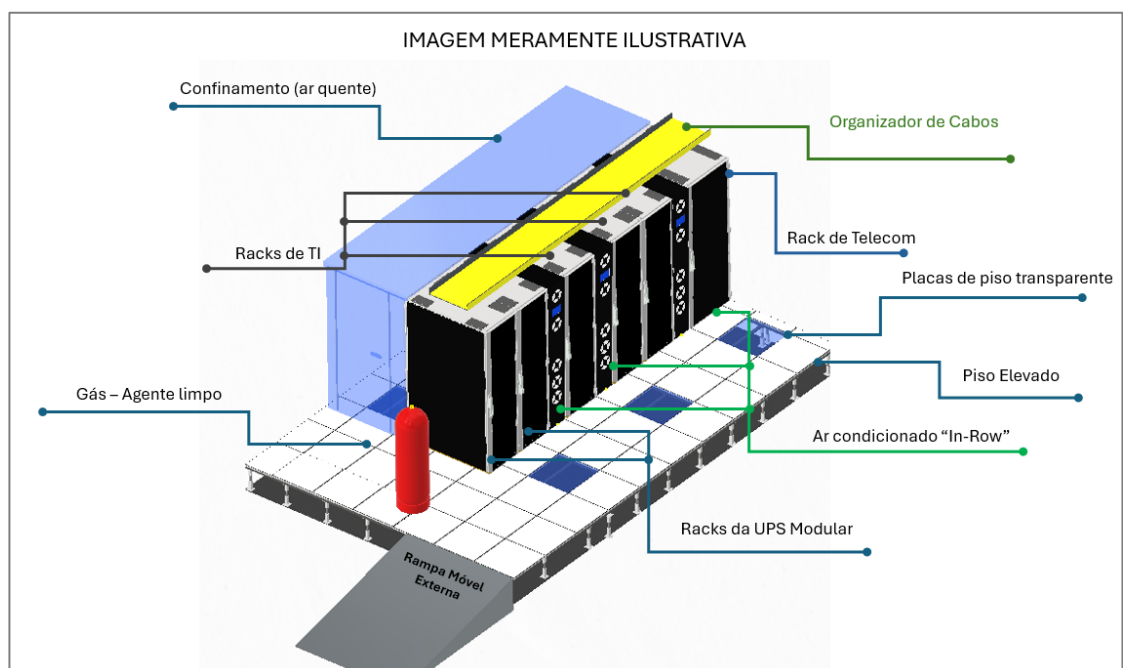 IMAGEM MERAMENTE ILUSTRATIVA
Confinamento (ar quente)
Organizador de Cabos
Racks de TI
Rack de Telecom
Placas de piso transparente
Gás – Agente limpo
Piso Elevado
Ar condicionado “In-Row”
Racks da UPS Modular
Rampa Móvel
Externa